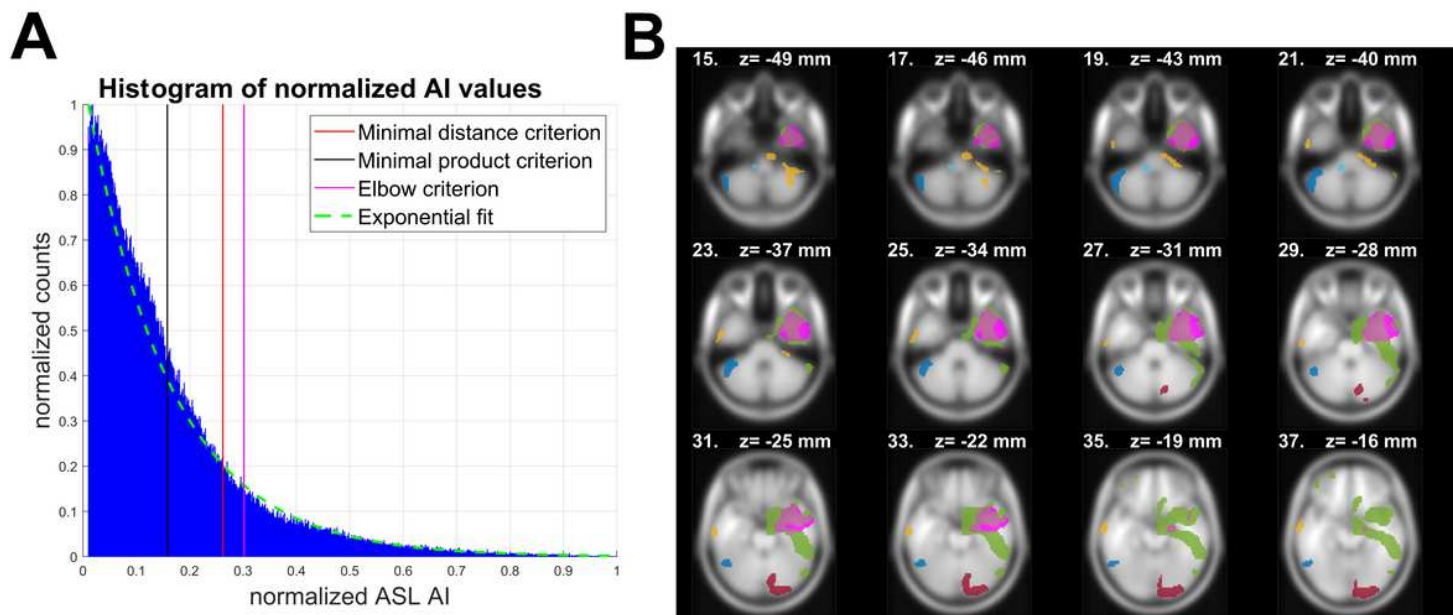 A
Histogram of normalized AI values
1
0.9
0.8
0.7
0.6
0.5
0.4
0.3
0.2
0.1
0
normalized counts
Minimal distance criterion
Minimal product criterion
Elbow criterion
Exponential fit
0 0.1 0.2 0.3 0.4 0.5 0.6 0.7 0.8 0.9 1
normalized ASL AI
B
15. z= -49 mm 17. z= -46 mm 19. z= -43 mm 21. z= -40 mm
23. z= -37 mm 25. z= -34 mm 27. z= -31 mm 29. z= -28 mm
31. z= -25 mm 33. z= -22 mm 35. z= -19 mm 37. z= -16 mm